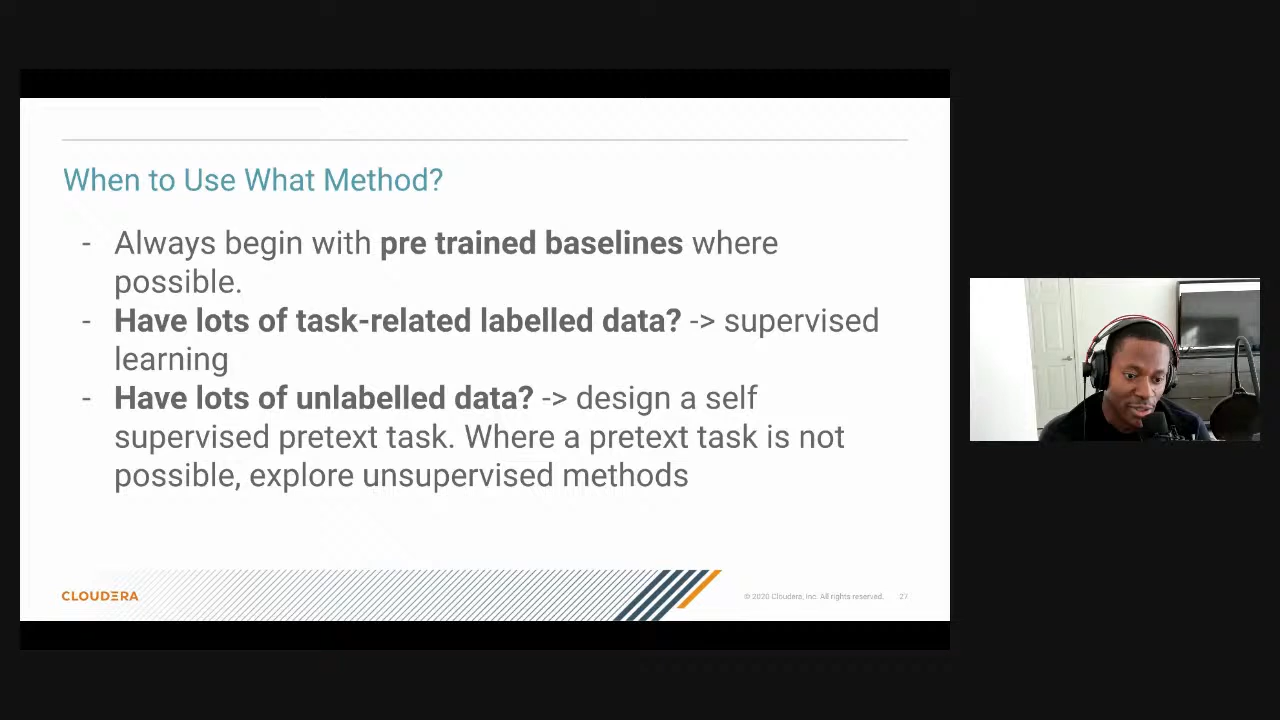 When to Use What Method?
- Always begin with pre trained baselines where
possible.
- Have lots of task-related labelled data? -> supervised
learning
- Have lots of unlabelled data? -> design a self
supervised pretext task. Where a pretext task is not
possible, explore unsupervised methods
CLOUDERA
© 2020 Cloudera, Inc. All rights reserved. 27